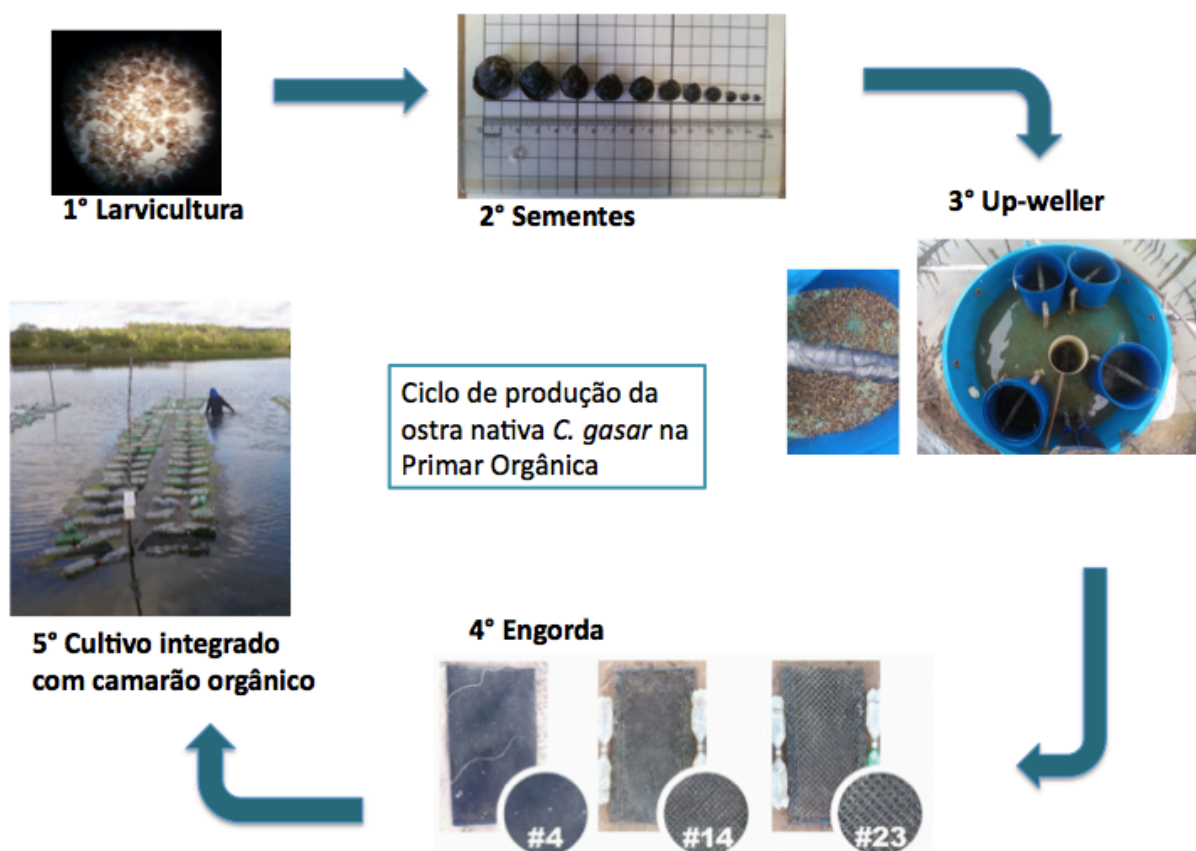 1° Larvicultura
2° Sementes
3° Up-weller
Ciclo de produção da
ostra nativa C. gasar na
Primar Orgânica
4° Engorda
#4
#14
#23
5° Cultivo integrado
com camarão orgânico